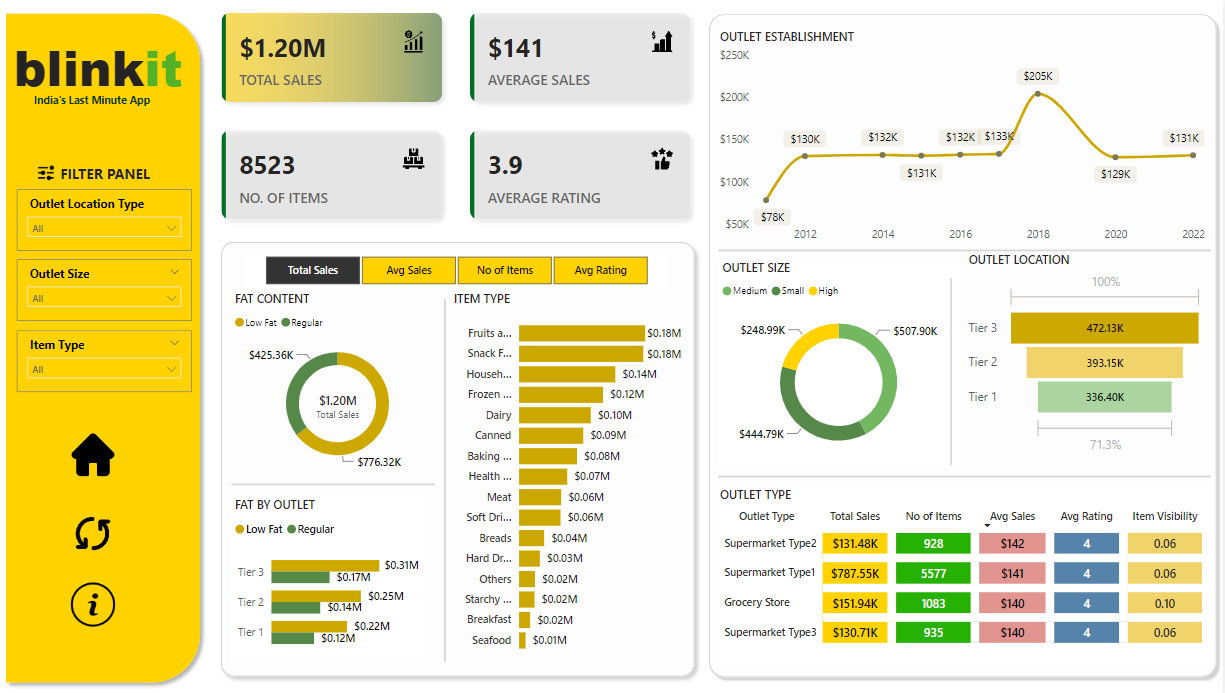 blinkit
India's Last Minute App
FILTER PANEL
Outlet Location Type
All
Outlet Size
All
Item Type
All
$1.20M
TOTAL SALES
$141
AVERAGE SALES
8523
NO. OF ITEMS
3.9
AVERAGE RATING
Total Sales
Avg Sales
No of Items
Avg Rating
FAT CONTENT
Low Fat Regular
$425.36K
$1.20M
Total Sales
$776.32K
FAT BY OUTLET
Low Fat Regular
Tier 3 $0.31M
$0.17M
Tier 2 $0.25M
$0.14M
Tier 1 $0.22M
$0.12M
ITEM TYPE
Fruits a... $0.18M
Snack F... $0.18M
Househ... $0.14M
Frozen ... $0.12M
Dairy $0.10M
Canned $0.09M
Baking ... $0.08M
Health ... $0.07M
Meat $0.06M
Soft Dri... $0.06M
Breads $0.04M
Hard Dr... $0.03M
Others $0.02M
Starchy ... $0.02M
Breakfast $0.02M
Seafood $0.01M
OUTLET ESTABLISHMENT
$250K
$200K
$150K
$100K
$50K
$78K
$130K
$132K
$131K
$132K
$133K
$205K
$129K
$131K
2012 2014 2016 2018 2020 2022
OUTLET SIZE
Medium Small High
$248.99K
$507.90K
$444.79K
OUTLET LOCATION
100%
Tier 3 472.13K
Tier 2 393.15K
Tier 1 336.40K
71.3%
OUTLET TYPE
Outlet Type Total Sales No of Items Avg Sales Avg Rating Item Visibility
Supermarket Type2 $131.48K 928 $142 4 0.06
Supermarket Type1 $787.55K 5577 $141 4 0.06
Grocery Store $151.94K 1083 $140 4 0.10
Supermarket Type3 $130.71K 935 $140 4 0.06